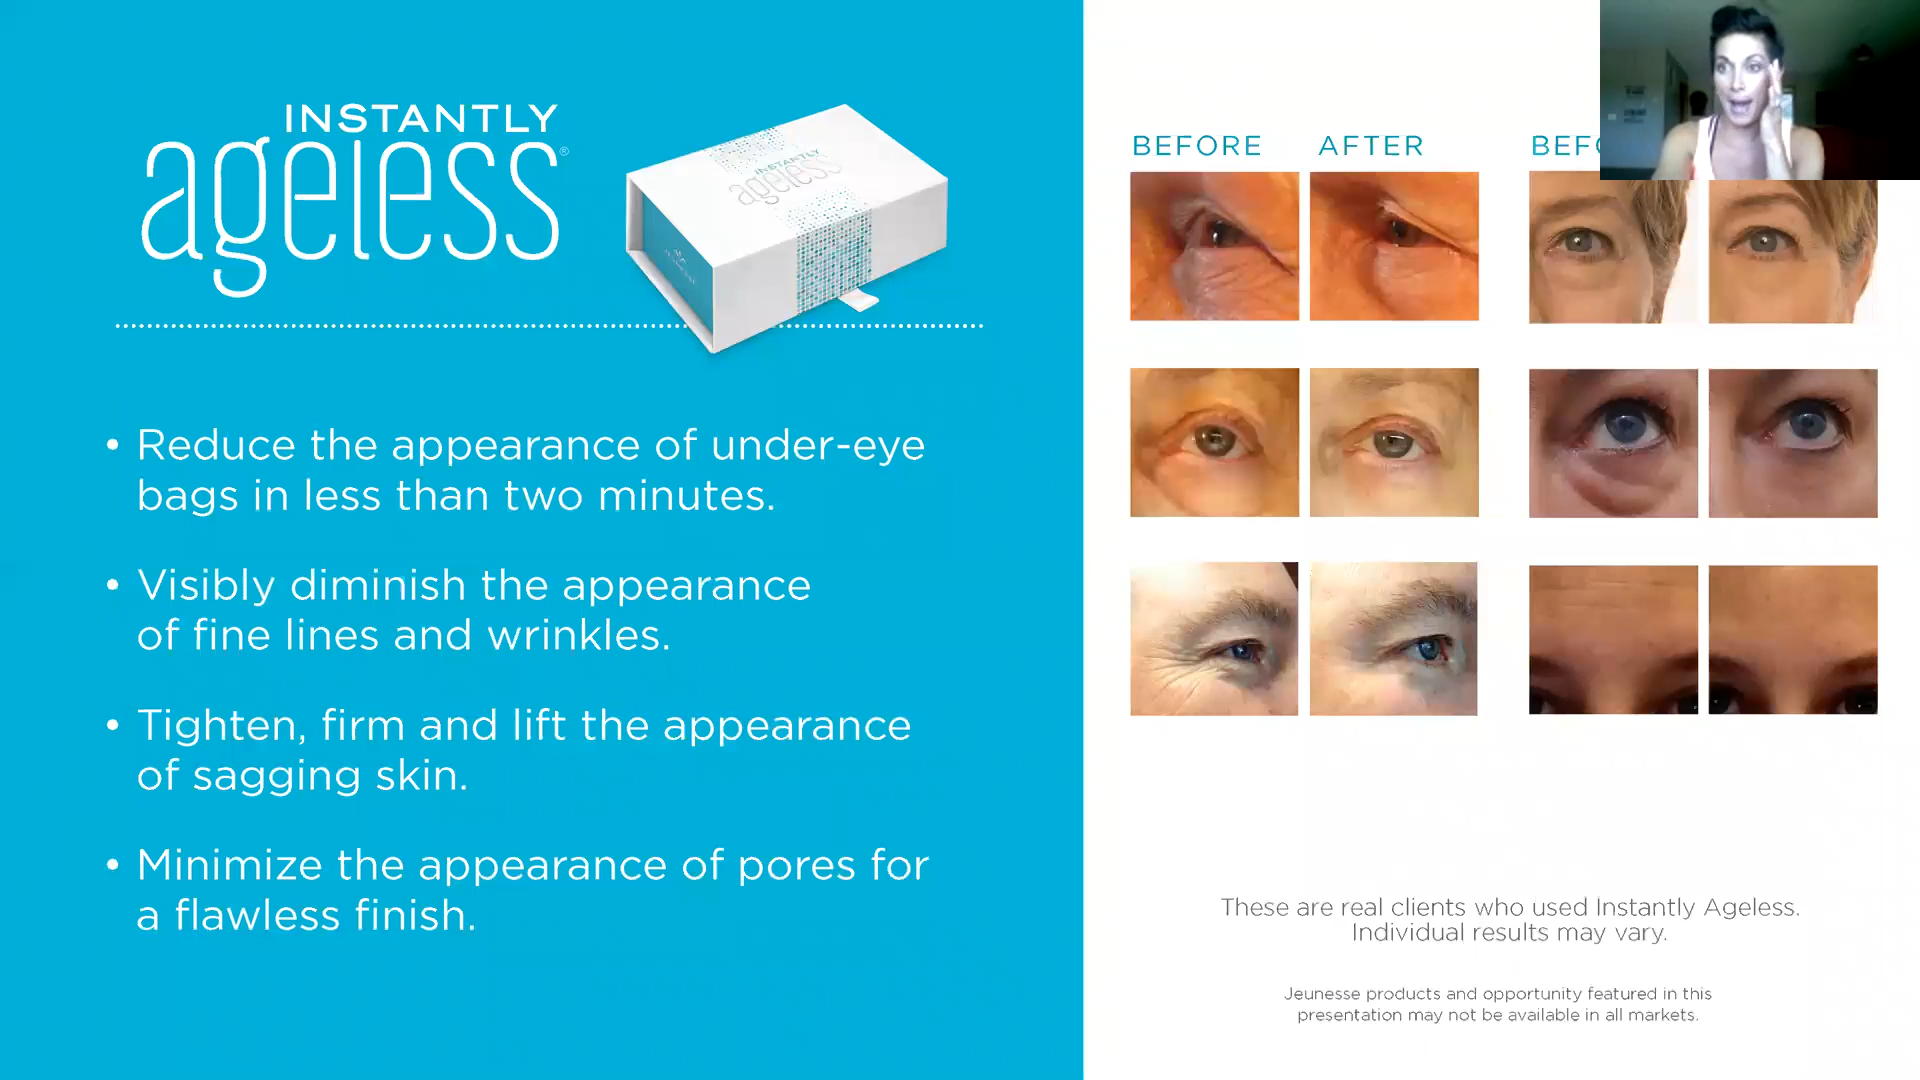 INSTANTLY
ageless®
INSTANTLY
ageless
• Reduce the appearance of under-eye
bags in less than two minutes.
• Visibly diminish the appearance
of fine lines and wrinkles.
• Tighten, firm and lift the appearance
of sagging skin.
• Minimize the appearance of pores for
a flawless finish.
BEFORE AFTER
BEFO
These are real clients who used Instantly Ageless.
Individual results may vary.
Jeunesse products and opportunity featured in this
presentation may not be available in all markets.